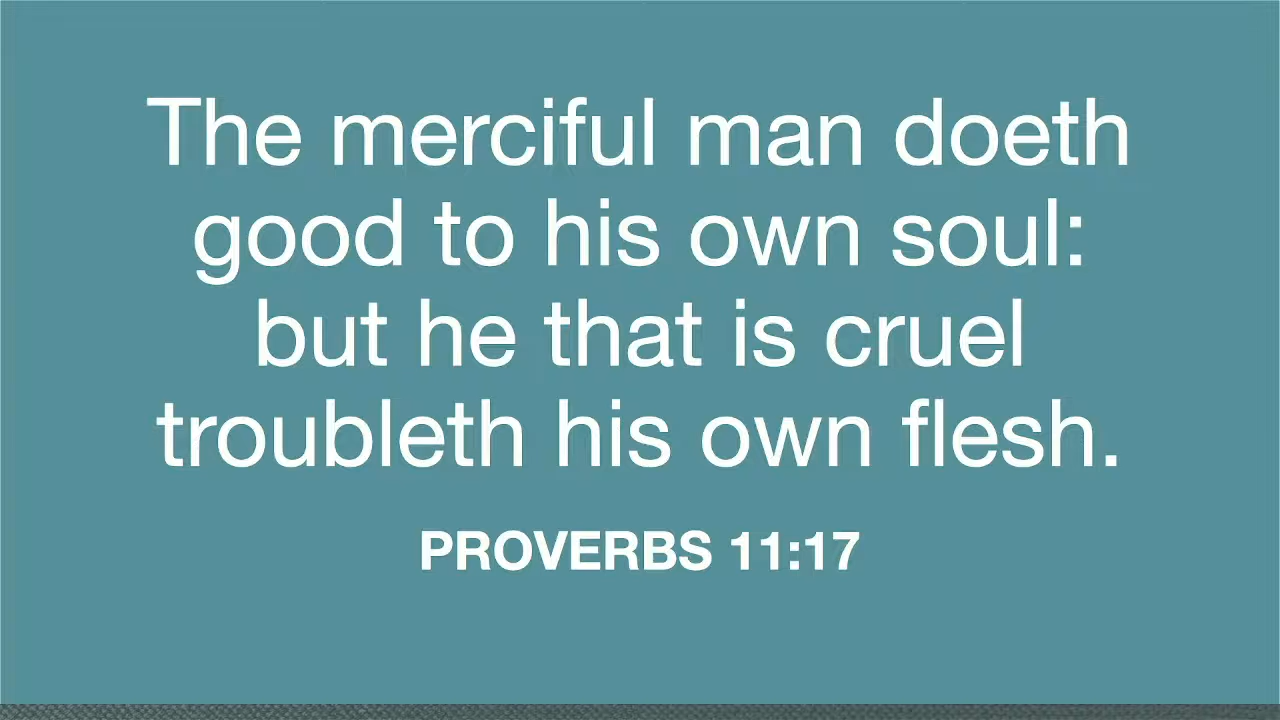 The merciful man doeth
good to his own soul:
but he that is cruel
troubleth his own flesh.
PROVERBS 11:17